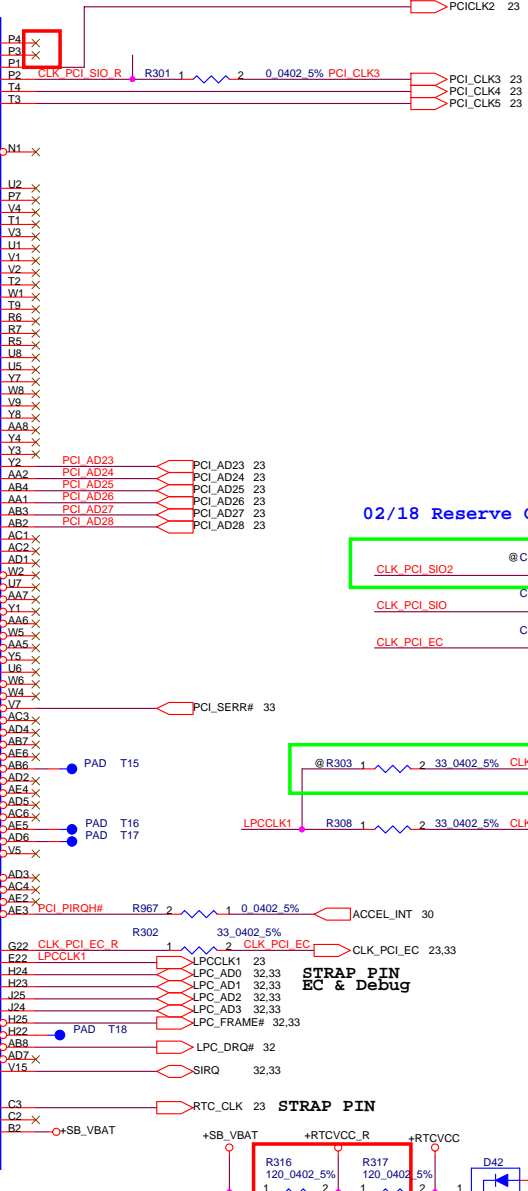 PCICLK2 23
P4
P3
P1
P2 CLK_PCI_SIO_R R301 1 2 0_0402_5% PCI_CLK3 PCI_CLK3 23
T4 PCI_CLK4 23
T3 PCI_CLK5 23
N1
U2
P7
V4
T1
V3
U1
V1
V2
T2
W1
T9
R6
R7
R5
U8
U5
Y7
W8
V9
Y8
AA8
Y4
Y3
Y2 PCI_AD23 PCI_AD23 23
AA2 PCI_AD24 PCI_AD24 23
AB4 PCI_AD25 PCI_AD25 23
AA1 PCI_AD26 PCI_AD26 23
AB3 PCI_AD27 PCI_AD27 23
AB2 PCI_AD28 PCI_AD28 23
02/18 Reserve
AC1
AC2
AD1 @C
W2 CLK_PCI_SIO2
U7
AA7 C
Y1 CLK_PCI_SIO
AA6
W5 C
AA5 CLK_PCI_EC
Y5
U6
W6
W4
V7 PCI_SERR# 33
AC3
AD4
AB7
AE6
AB6 PAD T15 @R303 1 2 33_0402_5% CLK
AD2
AE4
AD5
AC6
AE5 PAD T16 LPCCLK1 R308 1 2 33_0402_5% CLK
AD6 PAD T17
V5
AD3
AC4
AE2
AE3 PCI_PIRQH# R967 2 1 0_0402_5% ACCEL_INT 30
R302 33_0402_5%
G22 CLK_PCI_EC_R 1 2 CLK_PCI_EC CLK_PCI_EC 23,33
E22 LPCCLK1 LPCCLK1 23
H24 LPC_AD0 32,33 STRAP PIN
H23 LPC_AD1 32,33 EC & Debug
J25 LPC_AD2 32,33
J24 LPC_AD3 32,33
H25 LPC_FRAME# 32,33
H22 PAD T18
AB8 LPC_DRQ# 32
AD7
V15 SIRQ 32,33
C3 RTC_CLK 23 STRAP PIN
C2
B2 +SB_VBAT
+SB_VBAT +RTCVCC_R +RTCVCC
R316 R317 D42
120_0402_5% 120_0402_5%
1 2 1 2 1